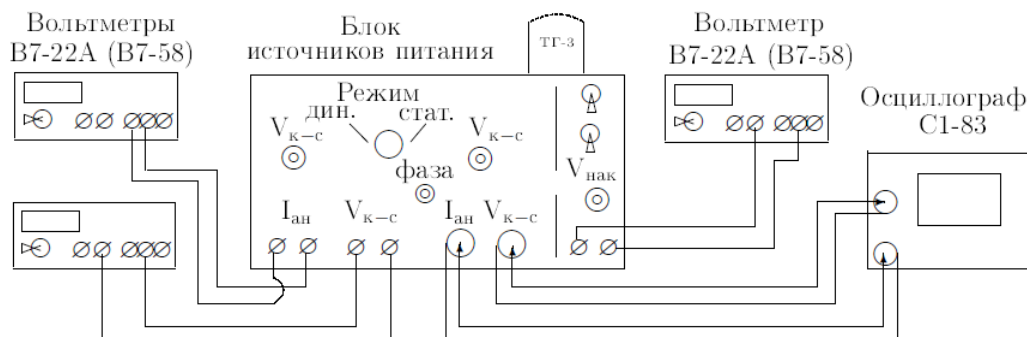 Вольтметры
В7-22А (В7-58)
Блок
источников питания
ТГ-3
Вольтметр
В7-22А (В7-58)
Осциллограф
С1-83
Режим
дин.
стат.
Vк−с
Vк−с
фаза
Vнак
Iан
Vк−с
Iан
Vк−с